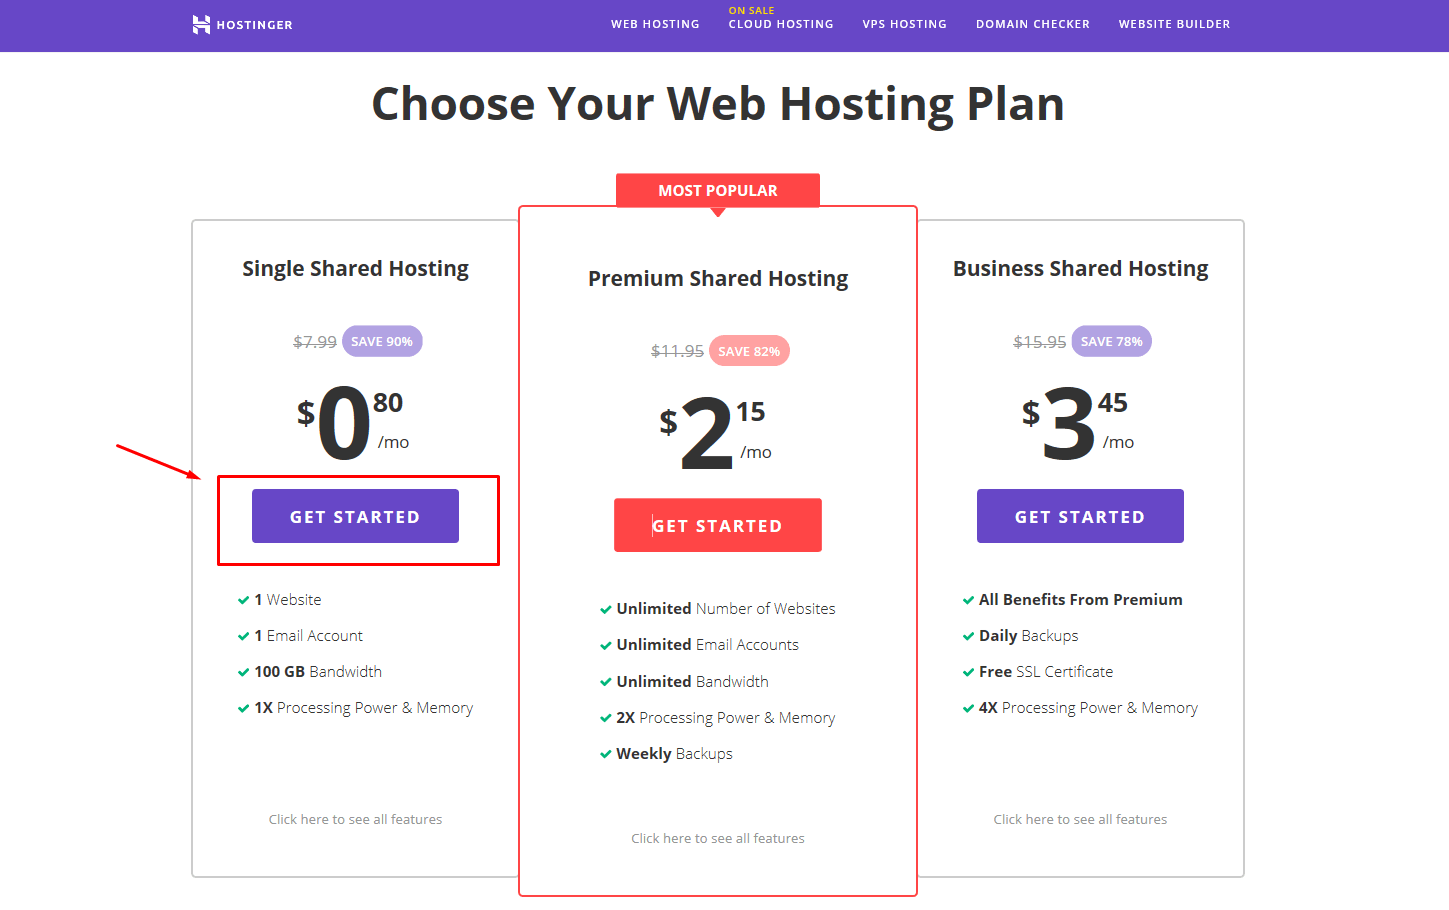 HOSTINGER
WEB HOSTING
ON SALE
CLOUD HOSTING
VPS HOSTING
DOMAIN CHECKER
WEBSITE BUILDER
Choose Your Web Hosting Plan
Single Shared Hosting
$7.99 SAVE 90%
$0 80 /mo
GET STARTED
1 Website
1 Email Account
100 GB Bandwidth
1X Processing Power & Memory
Click here to see all features
MOST POPULAR
Premium Shared Hosting
$11.95 SAVE 82%
$2 15 /mo
GET STARTED
Unlimited Number of Websites
Unlimited Email Accounts
Unlimited Bandwidth
2X Processing Power & Memory
Weekly Backups
Click here to see all features
Business Shared Hosting
$15.95 SAVE 78%
$3 45 /mo
GET STARTED
All Benefits From Premium
Daily Backups
Free SSL Certificate
4X Processing Power & Memory
Click here to see all features